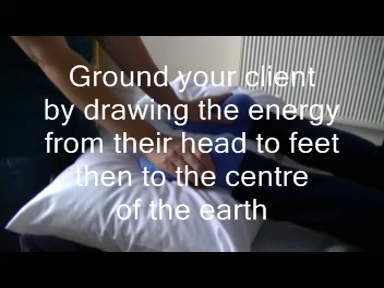 Ground your client
by drawing the energy
from their head to feet
then to the centre
of the earth